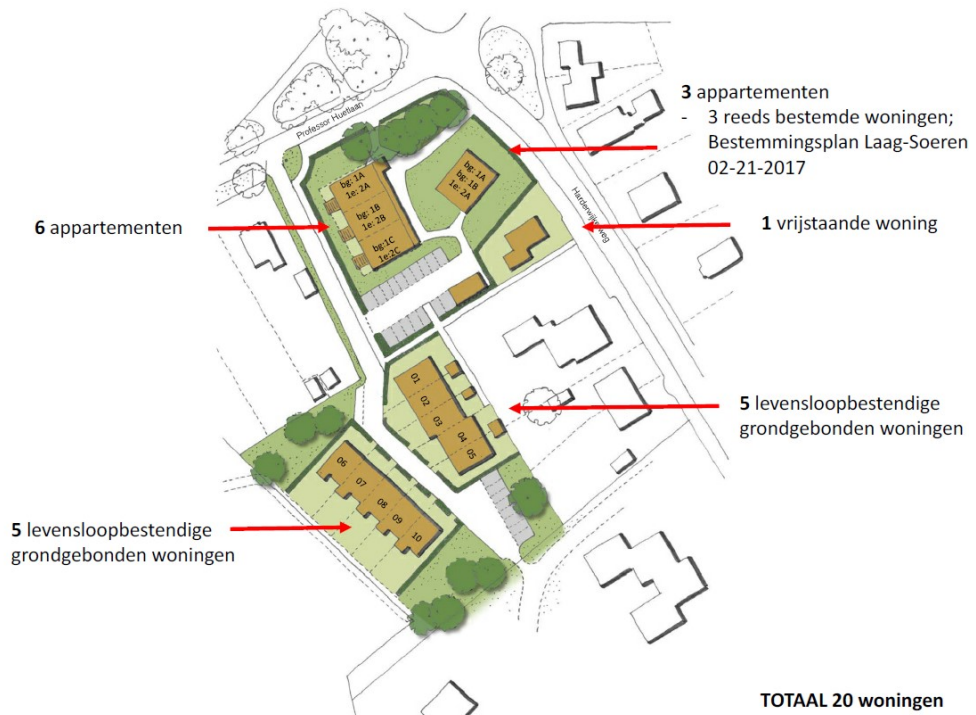 3 appartementen
- 3 reeds bestemde woningen;
Bestemmingsplan Laag-Soeren
02-21-2017
Professor Huetlaan
bg: 1A
1e: 2A
bg: 1B
1e: 2B
bg:1C
1e:2C
bg: 1A
bg: 1B
1e: 2A
Harderwijkerweg
6 appartementen
1 vrijstaande woning
01
02
03
04
05
5 levensloopbestendige
grondgebonden woningen
06
07
08
09
10
5 levensloopbestendige
grondgebonden woningen
TOTAAL 20 woningen